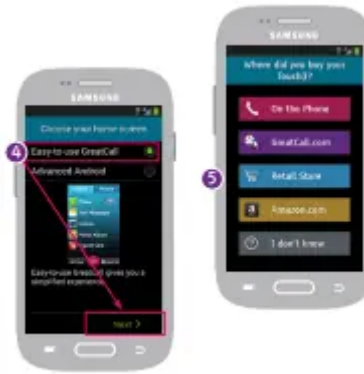 4
SAMSUNG
Choose your home screen
Easy-to-use GreatCall
Advanced Android
Easy-to-use GreatCall gives you a
simplified experience.
Next >
5
SAMSUNG
Where did you buy your
Touch3?
On the Phone
GreatCall.com
Retail Store
Amazon.com
I don't know